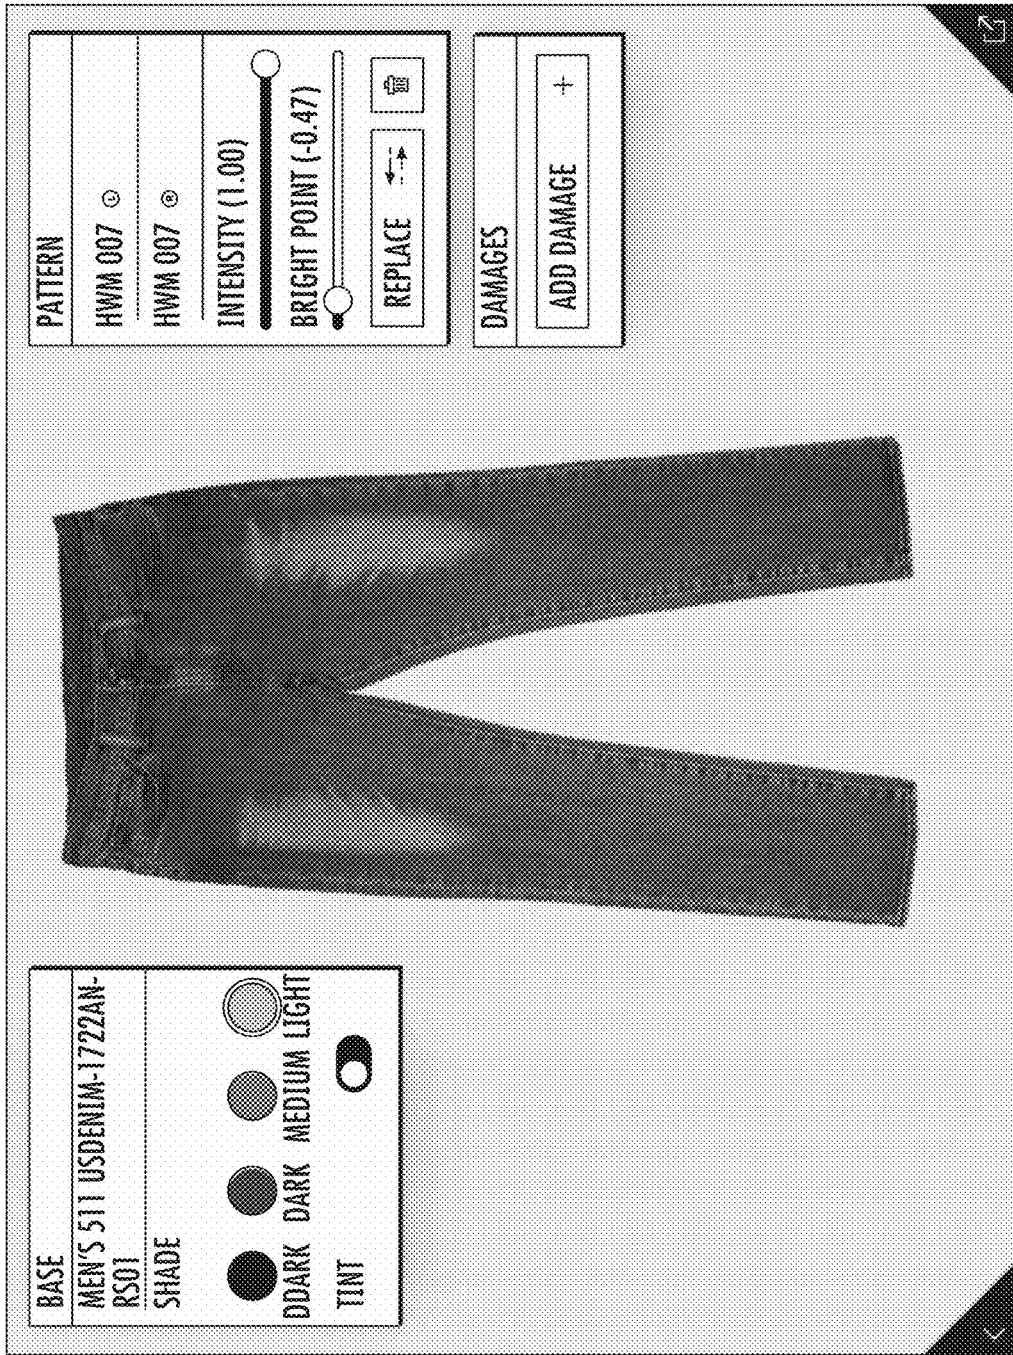 BASE
MEN'S 511 USDENIM-1722AN-
RS01
SHADE
DDARK DARK MEDIUM LIGHT
TINT
PATTERN
HWM 007 L
HWM 007 R
INTENSITY (1.00)
BRIGHT POINT (-0.47)
REPLACE
DAMAGES
ADD DAMAGE +